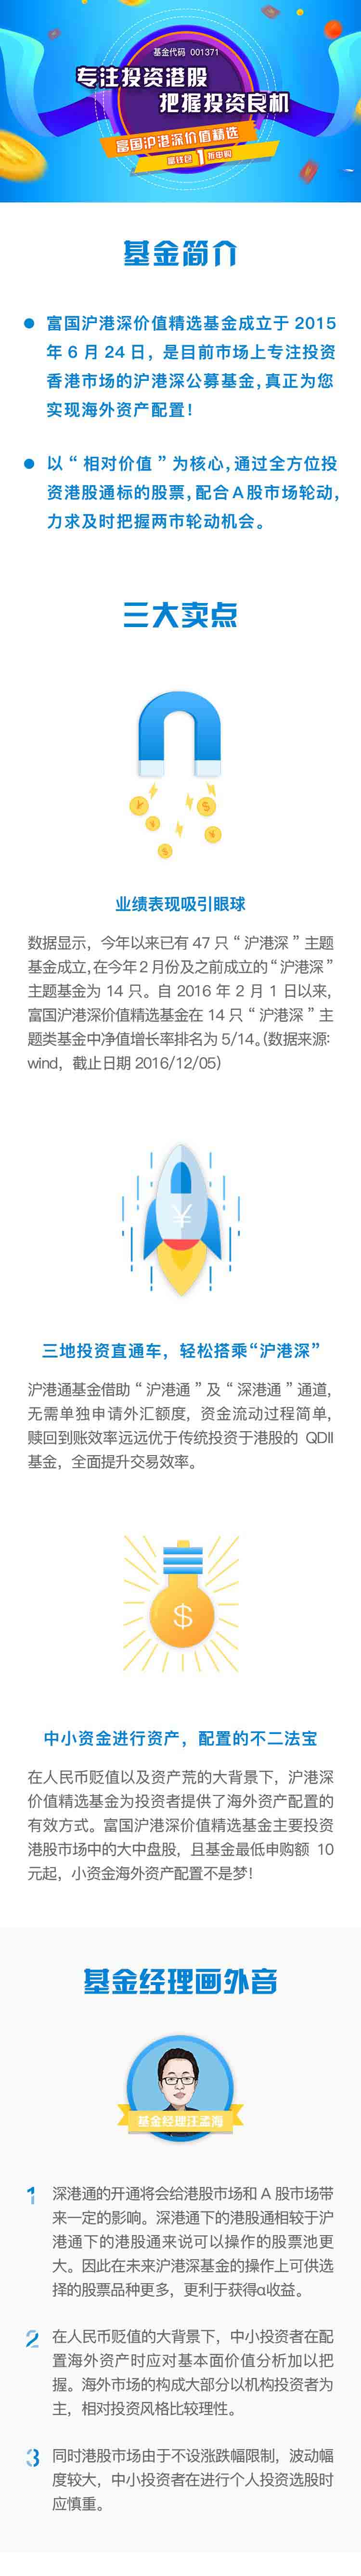 基金代码 001371
专注投资港股
把握投资良机
富国沪港深价值精选
富钱包1折申购
基金简介
富国沪港深价值精选基金成立于 2015
年 6 月 24 日，是目前市场上专注投资
香港市场的沪港深公募基金，真正为您
实现海外资产配置！
以“相对价值”为核心，通过全方位投
资港股通标的股票，配合A股市场轮动，
力求及时把握两市轮动机会。
三大卖点
业绩表现吸引眼球
数据显示，今年以来已有 47 只“沪港深”主题
基金成立，在今年2月份及之前成立的“沪港深”
主题基金为 14 只。自 2016 年 2 月 1 日以来，
富国沪港深价值精选基金在 14 只“沪港深”主
题类基金中净值增长率排名为 5/14。（数据来源：
wind，截止日期 2016/12/05）
三地投资直通车，轻松搭乘“沪港深”
沪港通基金借助“沪港通”及“深港通”通道，
无需单独申请外汇额度，资金流动过程简单，
赎回到账效率远远优于传统投资于港股的 QDII
基金，全面提升交易效率。
中小资金进行资产，配置的不二法宝
在人民币贬值以及资产荒的大背景下，沪港深
价值精选基金为投资者提供了海外资产配置的
有效方式。富国沪港深价值精选基金主要投资
港股市场中的大中盘股，且基金最低申购额 10
元起，小资金海外资产配置不是梦！
基金经理画外音
基金经理汪孟海
1 深港通的开通将会给港股市场和 A 股市场带
来一定的影响。深港通下的港股通相较于沪
港通下的港股通来说可以操作的股票池更
大。因此在未来沪港深基金的操作上可供选
择的股票品种更多，更利于获得α收益。
2 在人民币贬值的大背景下，中小投资者在配
置海外资产时应对基本面价值分析加以把
握。海外市场的构成大部分以机构投资者为
主，相对投资风格比较理性。
3 同时港股市场由于不设涨跌幅限制，波动幅
度较大，中小投资者在进行个人投资选股时
应慎重。